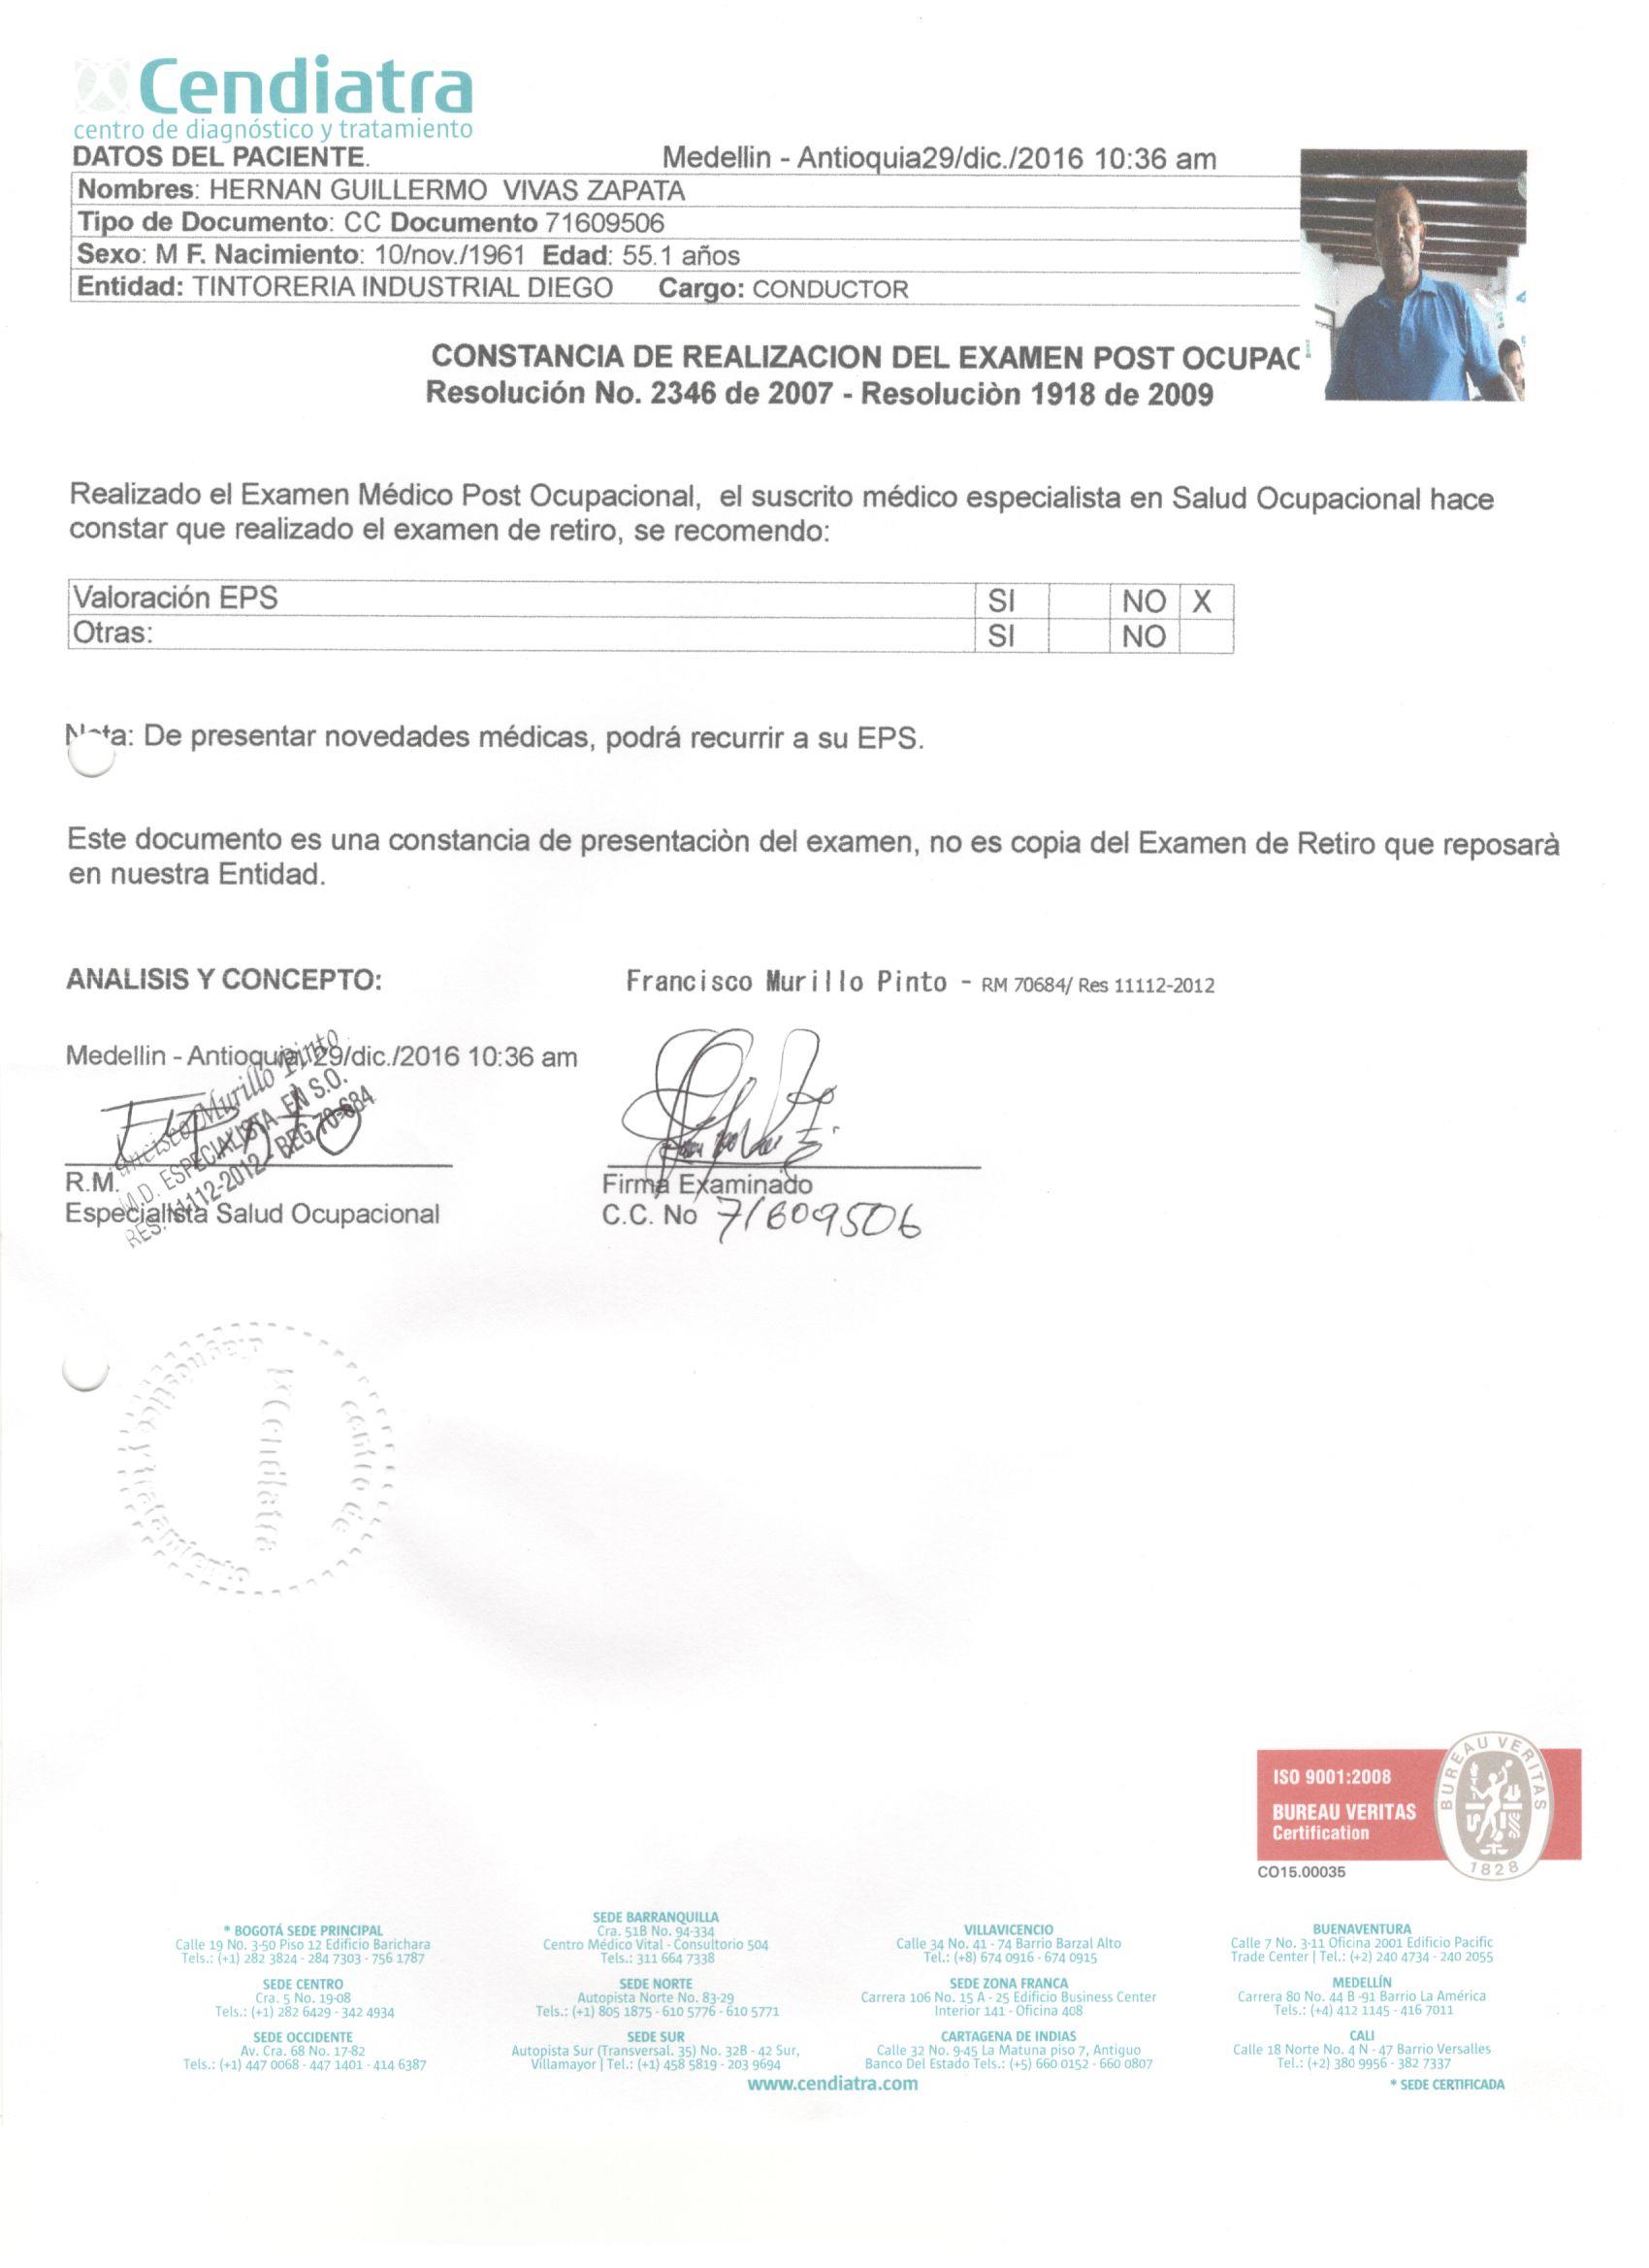 Cendiatra
centro de diagnóstico y tratamiento
DATOS DEL PACIENTE. Medellin - Antioquia29/dic./2016 10:36 am
Nombres: HERNAN GUILLERMO VIVAS ZAPATA
Tipo de Documento: CC Documento 71609506
Sexo: M F. Nacimiento: 10/nov./1961 Edad: 55.1 años
Entidad: TINTORERIA INDUSTRIAL DIEGO Cargo: CONDUCTOR
CONSTANCIA DE REALIZACION DEL EXAMEN POST OCUPAC
Resolución No. 2346 de 2007 - Resoluciòn 1918 de 2009
Realizado el Examen Médico Post Ocupacional, el suscrito médico especialista en Salud Ocupacional hace
constar que realizado el examen de retiro, se recomendo:
Valoración EPS SI NO X
Otras: SI NO
Nota: De presentar novedades médicas, podrá recurrir a su EPS.
Este documento es una constancia de presentaciòn del examen, no es copia del Examen de Retiro que reposarà
en nuestra Entidad.
ANALISIS Y CONCEPTO: Francisco Murillo Pinto - RM 70684/ Res 11112-2012
Medellin - Antioquia, 29/dic./2016 10:36 am
Murillo Pinto
M.D. ESPECIALISTA EN S.O.
RES. 11112-2012 - REG 70-684
R.M. Firma Examinado
Especialista Salud Ocupacional C.C. No 71609506
centro de
diagnóstico y tratamiento
Cendiatra
ISO 9001:2008
BUREAU VERITAS
Certification
BUREAU VERITAS
1828
CO15.00035
* BOGOTÁ SEDE PRINCIPAL
Calle 19 No. 3-50 Piso 12 Edificio Barichara
Tels.: (+1) 282 3824 - 284 7303 - 756 1787
SEDE CENTRO
Cra. 5 No. 19-08
Tels.: (+1) 282 6429 - 342 4934
SEDE OCCIDENTE
Av. Cra. 68 No. 17-82
Tels.: (+1) 447 0068 - 447 1401 - 414 6387
SEDE BARRANQUILLA
Cra. 51B No. 94-334
Centro Médico Vital - Consultorio 504
Tels.: 311 664 7338
SEDE NORTE
Autopista Norte No. 83-29
Tels.: (+1) 805 1875 - 610 5776 - 610 5771
SEDE SUR
Autopista Sur (Transversal. 35) No. 32B - 42 Sur,
Villamayor | Tel.: (+1) 458 5819 - 203 9694
VILLAVICENCIO
Calle 34 No. 41 - 74 Barrio Barzal Alto
Tel.: (+8) 674 0916 - 674 0915
SEDE ZONA FRANCA
Carrera 106 No. 15 A - 25 Edificio Business Center
Interior 141 - Oficina 408
CARTAGENA DE INDIAS
Calle 32 No. 9-45 La Matuna piso 7, Antiguo
Banco Del Estado Tels.: (+5) 660 0152 - 660 0807
BUENAVENTURA
Calle 7 No. 3-11 Oficina 2001 Edificio Pacific
Trade Center | Tel.: (+2) 240 4734 - 240 2055
MEDELLÍN
Carrera 80 No. 44 B -91 Barrio La América
Tels.: (+4) 412 1145 - 416 7011
CALI
Calle 18 Norte No. 4 N - 47 Barrio Versalles
Tel.: (+2) 380 9956 - 382 7337
www.cendiatra.com
* SEDE CERTIFICADA